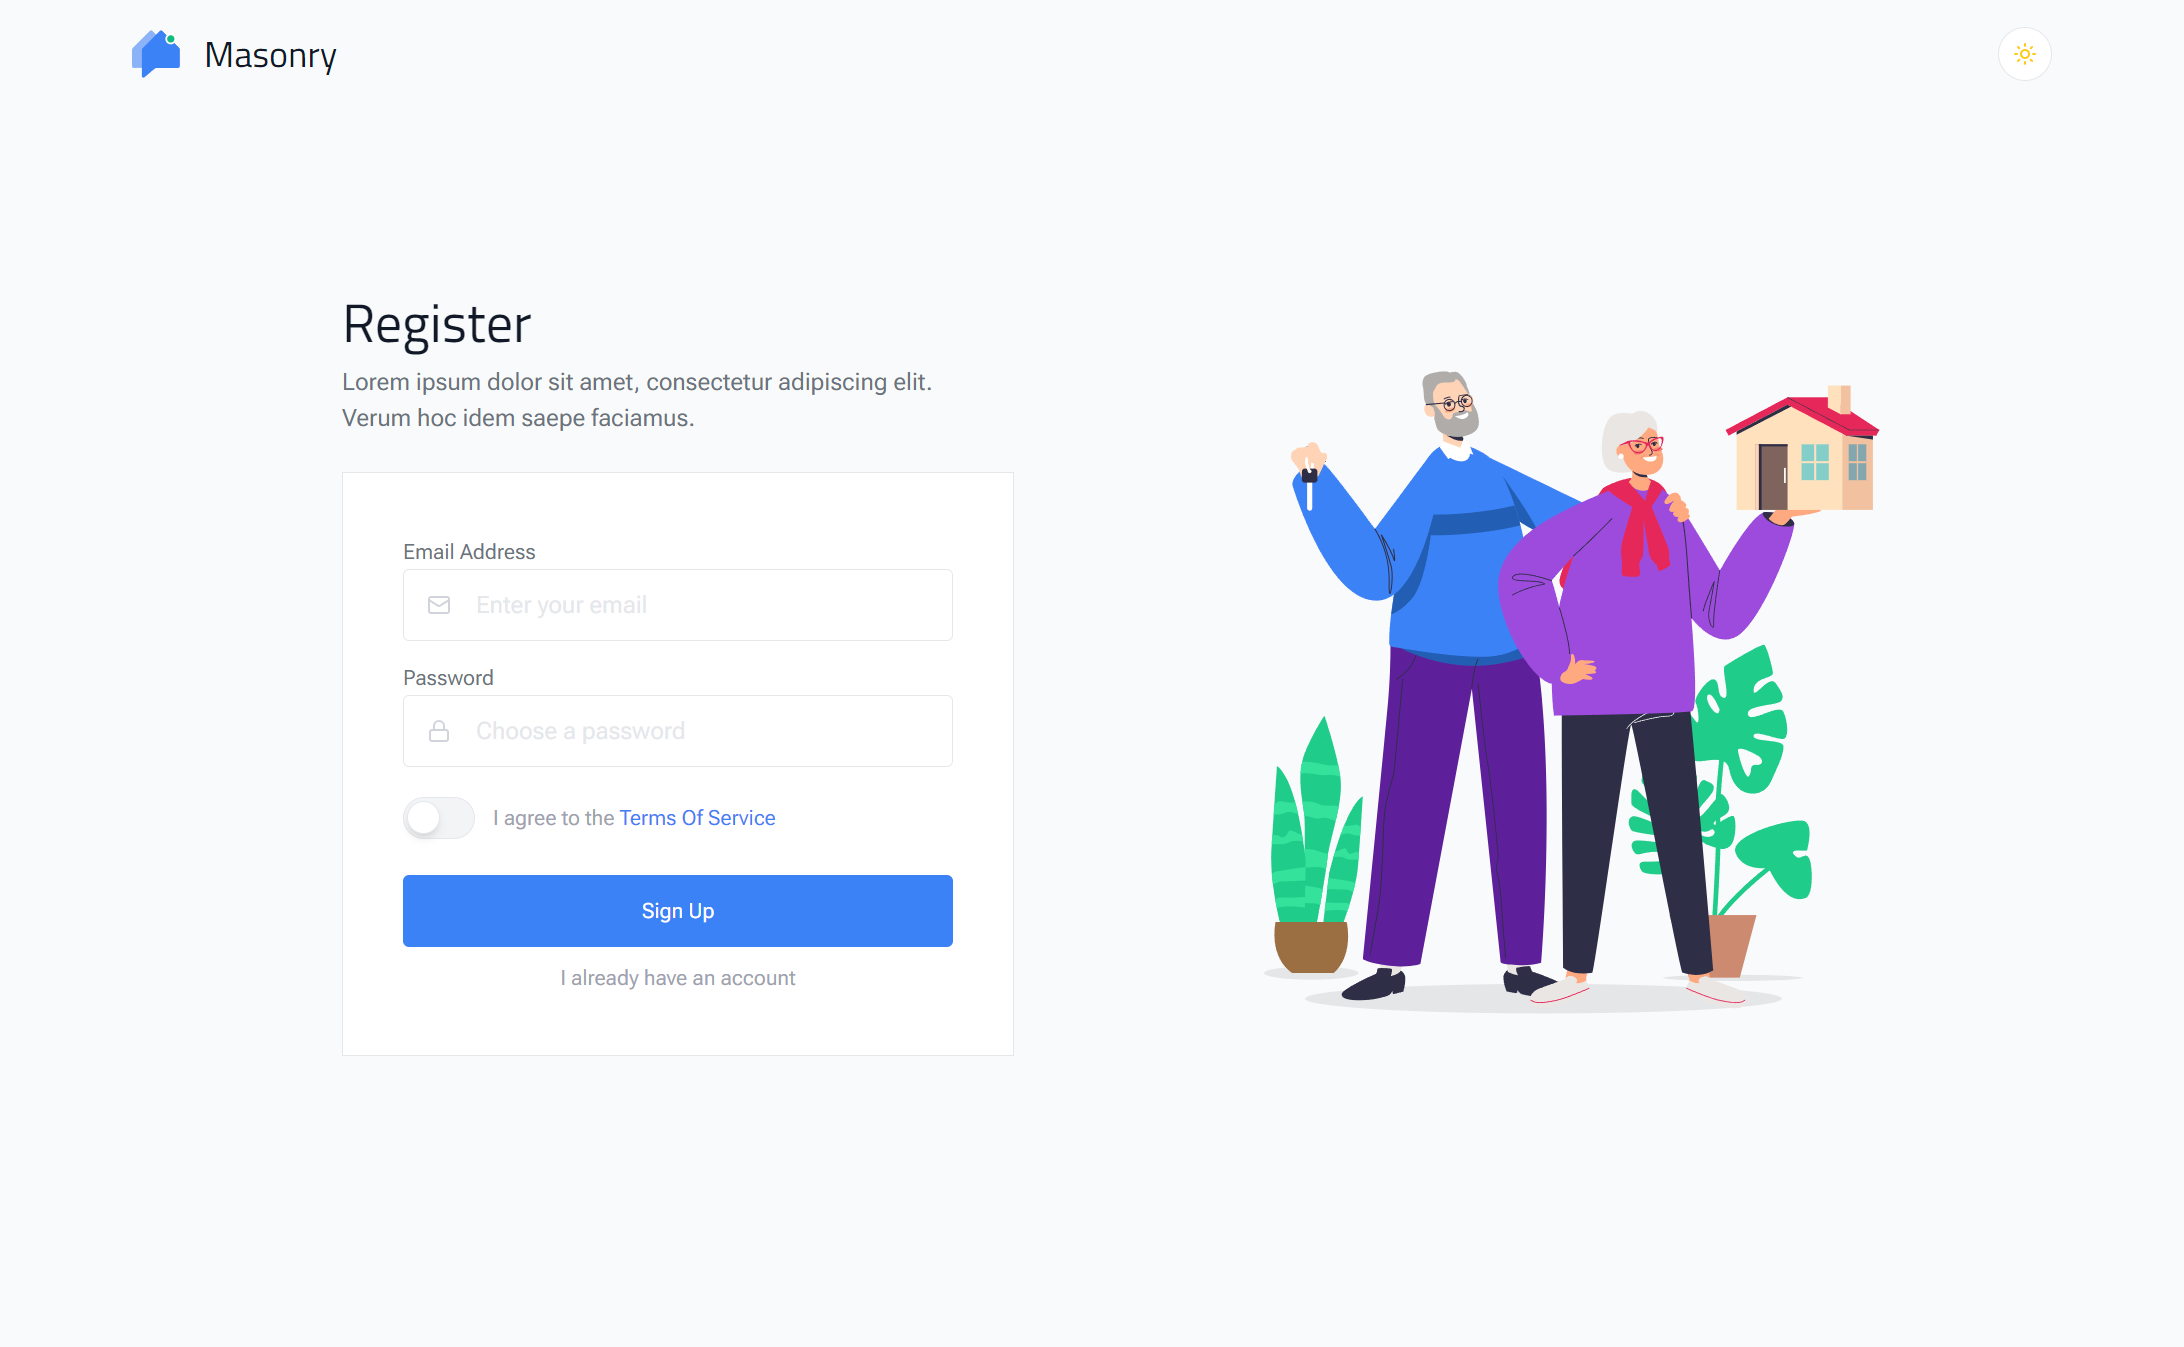 Masonry
Register
Lorem ipsum dolor sit amet, consectetur adipiscing elit.
Verum hoc idem saepe faciamus.
Email Address
Enter your email
Password
Choose a password
I agree to the Terms Of Service
Sign Up
I already have an account